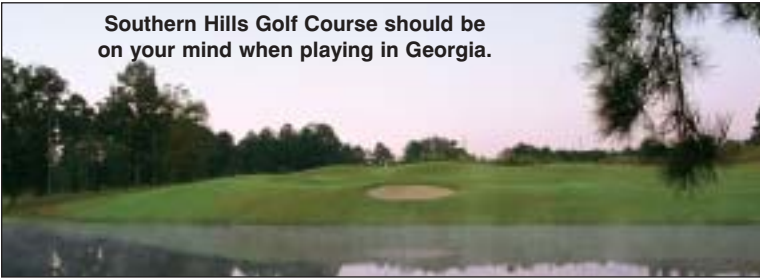 Southern Hills Golf Course should be
on your mind when playing in Georgia.